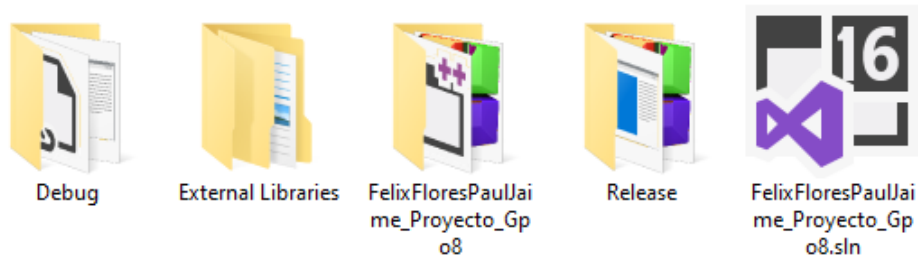 16
++
Debug
External Libraries
FelixFloresPaulJai
me_Proyecto_Gp
o8
Release
FelixFloresPaulJai
me_Proyecto_Gp
o8.sln